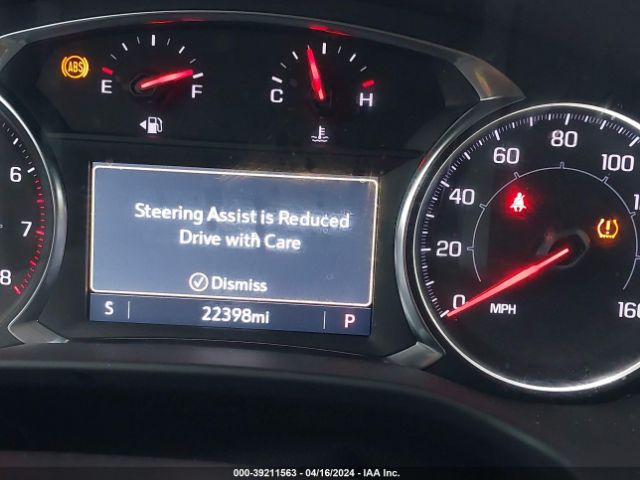 ABS
E F
C H
6
7
8
Steering Assist is Reduced
Drive with Care
Dismiss
S 22398mi P
0 20 40 60 80 100 160
MPH
000-39211563 - 04/16/2024 - IAA Inc.